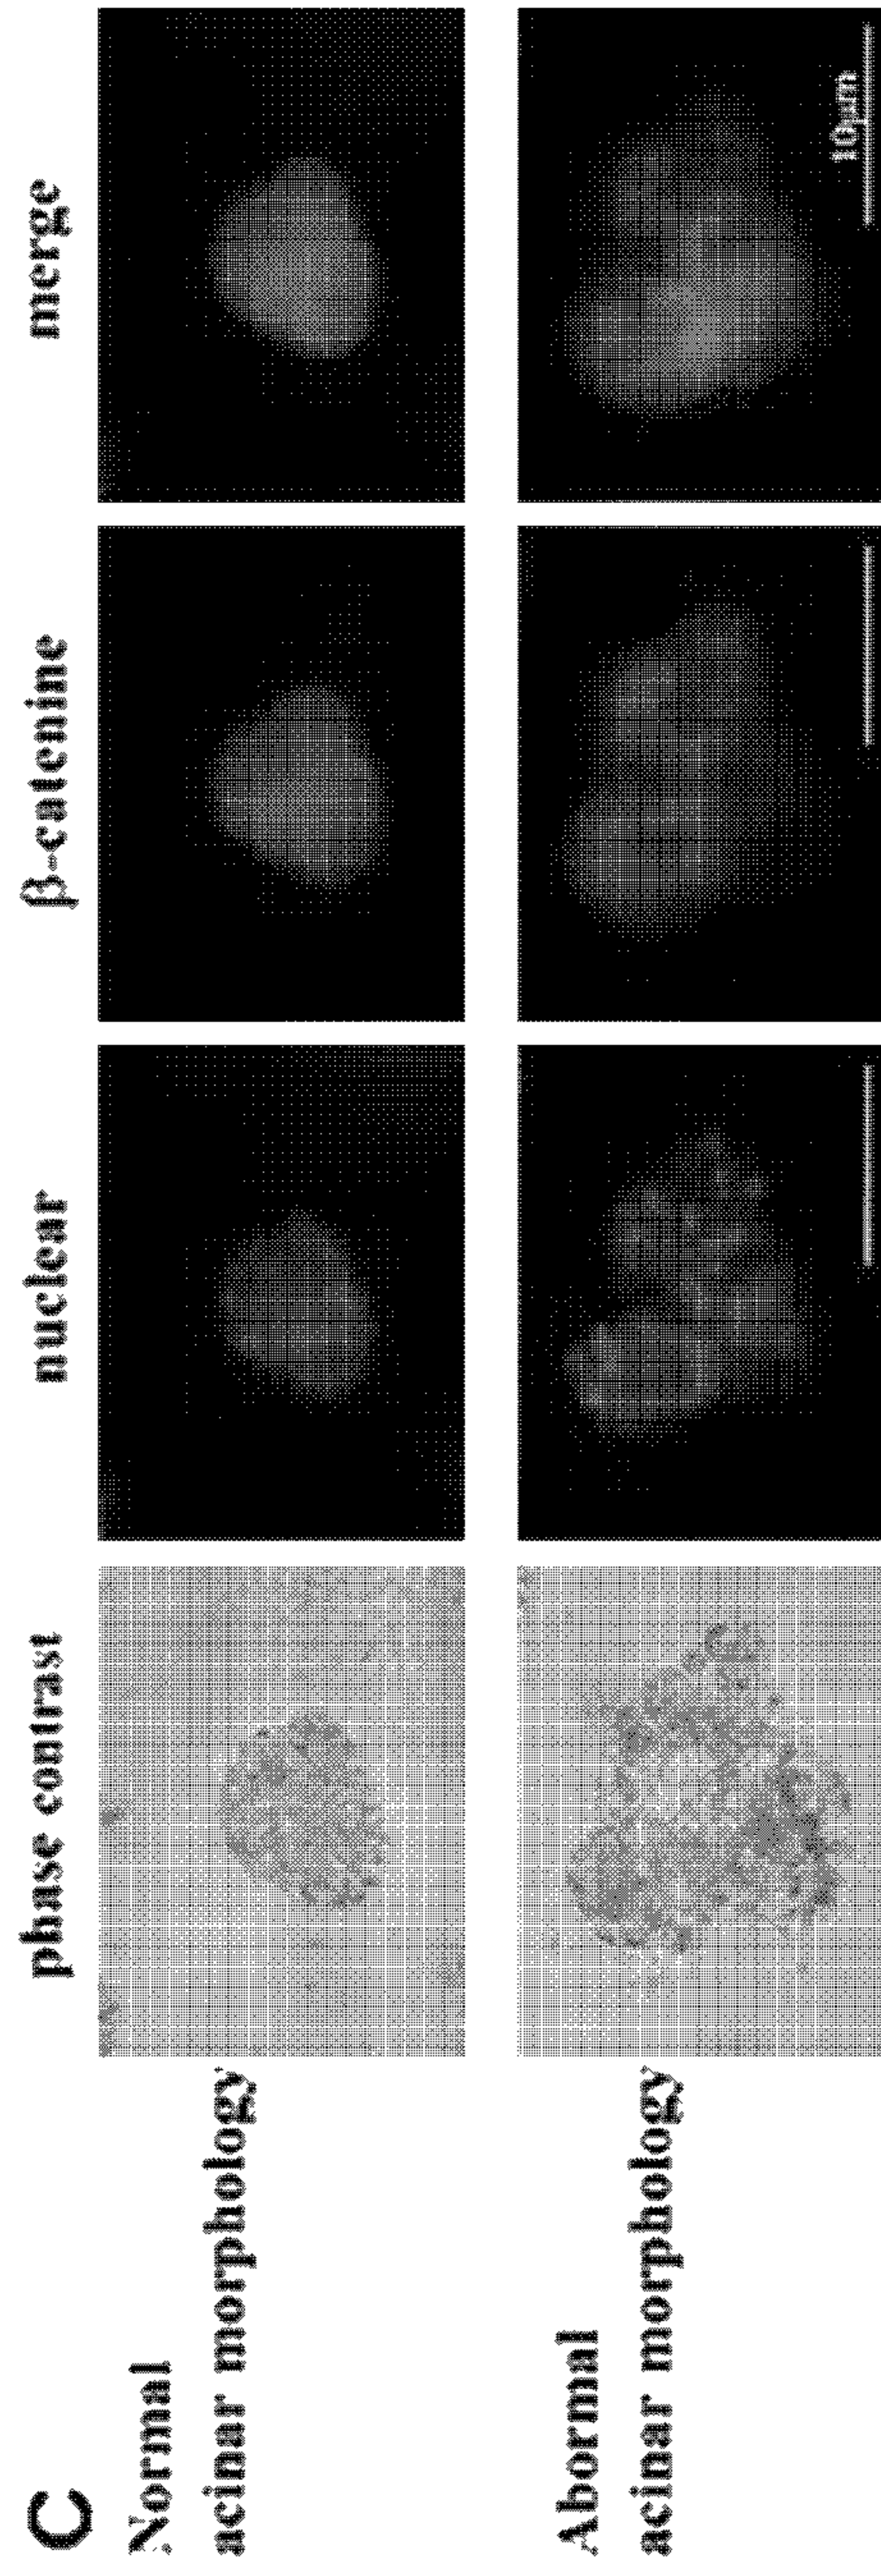 C
phase contrast
nuclear
β-catenine
merge
Normal
acinar morphology
Abormal
acinar morphology
10μm